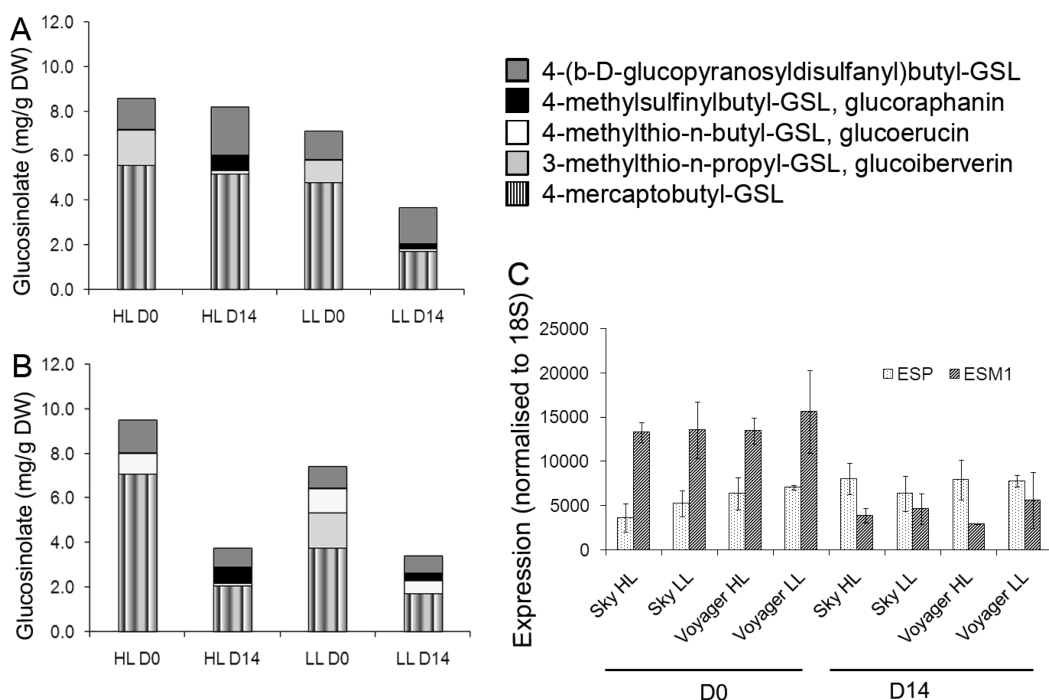 A
Glucosinolate (mg/g DW)
12.0
10.0
8.0
6.0
4.0
2.0
0.0
HL D0
HL D14
LL D0
LL D14
4-(b-D-glucopyranosyldisulfanyl)butyl-GSL
4-methylsulfinylbutyl-GSL, glucoraphanin
4-methylthio-n-butyl-GSL, glucoerucin
3-methylthio-n-propyl-GSL, glucoiberverin
4-mercaptobutyl-GSL
B
Glucosinolate (mg/g DW)
12.0
10.0
8.0
6.0
4.0
2.0
0.0
HL D0
HL D14
LL D0
LL D14
C
Expression (normalised to 18S)
25000
20000
15000
10000
5000
0
ESP
ESM1
Sky HL
Sky LL
Voyager HL
Voyager LL
Sky HL
Sky LL
Voyager HL
Voyager LL
D0
D14